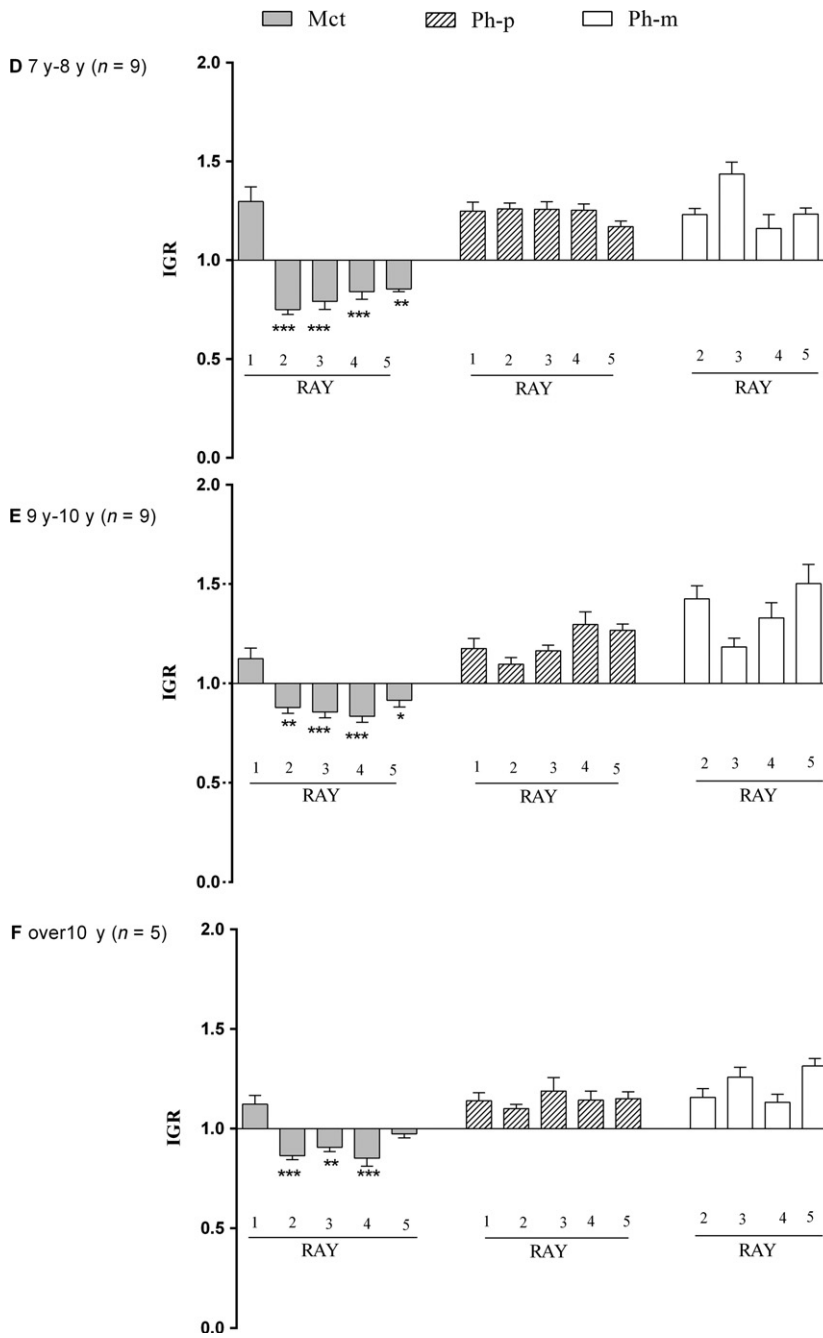 Mct Ph-p Ph-m
D 7 y-8 y (n = 9)
2.0
1.5
IGR
1.0
*** *** *** **
0.5
1 2 3 4 5 1 2 3 4 5 2 3 4 5
RAY RAY RAY
0.0
E 9 y-10 y (n = 9)
2.0
1.5
IGR
1.0
** *** *** *
1 2 3 4 5 1 2 3 4 5 2 3 4 5
0.5
RAY RAY RAY
0.0
F over10 y (n = 5)
2.0
1.5
IGR
1.0
*** ** ***
1 2 3 4 5 1 2 3 4 5 2 3 4 5
0.5
RAY RAY RAY
0.0